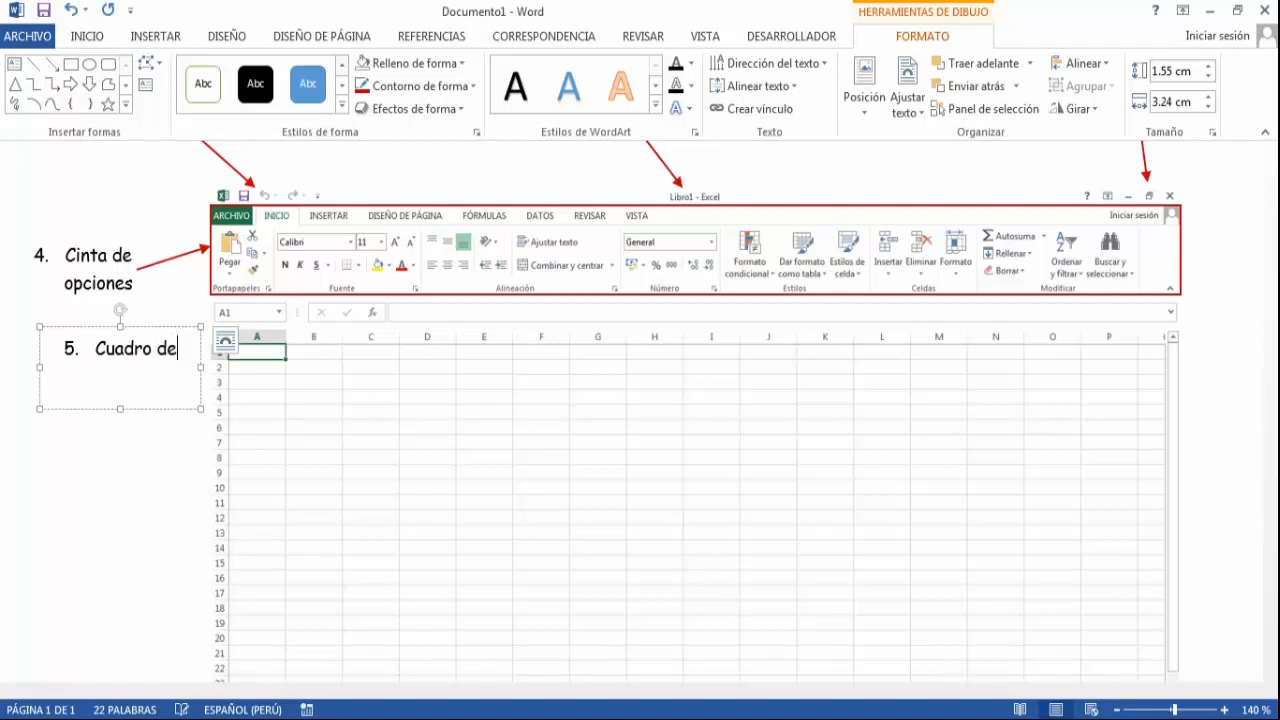 Documento1 - Word
HERRAMIENTAS DE DIBUJO
?
ARCHIVO INICIO INSERTAR DISEÑO DISEÑO DE PÁGINA REFERENCIAS CORRESPONDENCIA REVISAR VISTA DESARROLLADOR FORMATO Iniciar sesión
Abc Abc Abc
Relleno de forma
Contorno de forma
Efectos de forma
A A A
Dirección del texto
Alinear texto
Crear vínculo
Posición
Ajustar
texto
Traer adelante
Enviar atrás
Panel de selección
Alinear
Agrupar
Girar
1.55 cm
3.24 cm
Insertar formas Estilos de forma Estilos de WordArt Texto Organizar Tamaño
Libro1 - Excel
?
ARCHIVO INICIO INSERTAR DISEÑO DE PÁGINA FÓRMULAS DATOS REVISAR VISTA Iniciar sesión
Pegar
Calibri 11
N K S
Ajustar texto
Combinar y centrar
General
% 000
Formato
condicional
Dar formato
como tabla
Estilos de
celda
Insertar Eliminar Formato
Autosuma
Rellenar
Borrar
Ordenar
y filtrar
Buscar y
seleccionar
Portapapeles Fuente Alineación Número Estilos Celdas Modificar
4. Cinta de
opciones
A1 fx
5. Cuadro de
A B C D E F G H I J K L M N O P
2
3
4
5
6
7
8
9
10
11
12
13
14
15
16
17
18
19
20
21
22
PÁGINA 1 DE 1 22 PALABRAS ESPAÑOL (PERÚ) 140 %